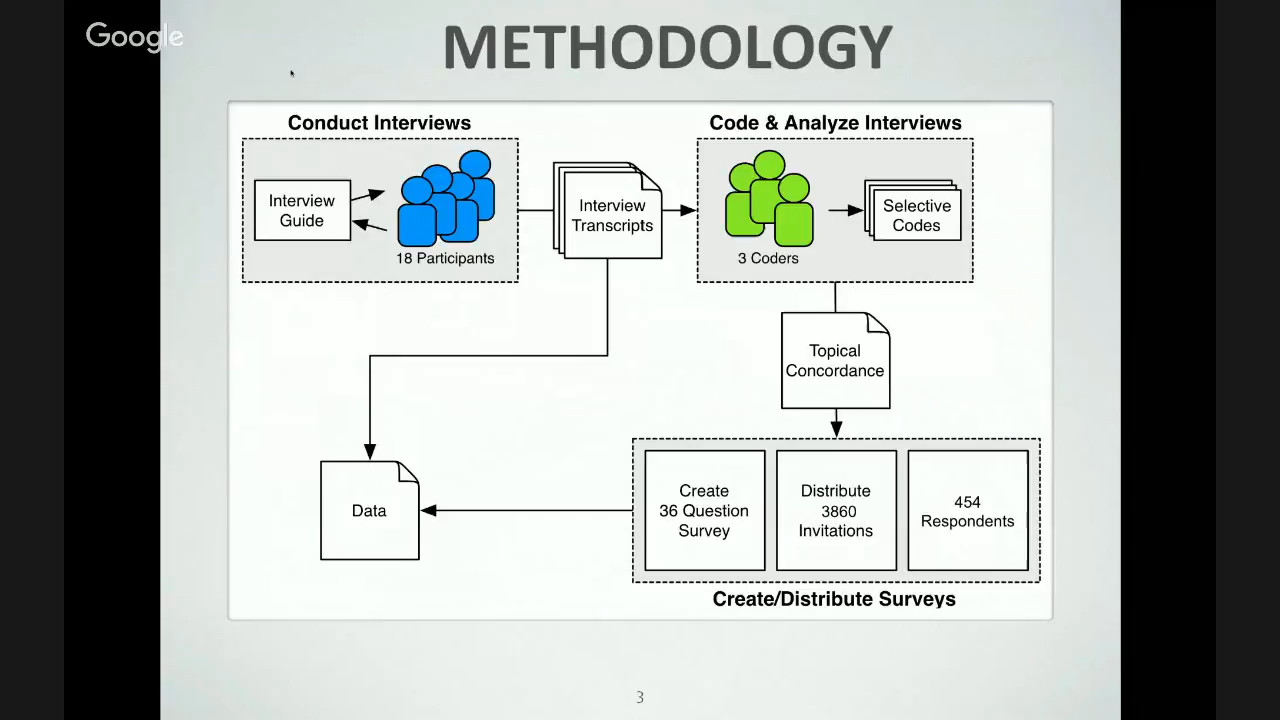 Google
METHODOLOGY
Conduct Interviews
Code & Analyze Interviews
Interview
Guide
18 Participants
Interview
Transcripts
3 Coders
Selective
Codes
Topical
Concordance
Data
Create
36 Question
Survey
Distribute
3860
Invitations
454
Respondents
Create/Distribute Surveys
3